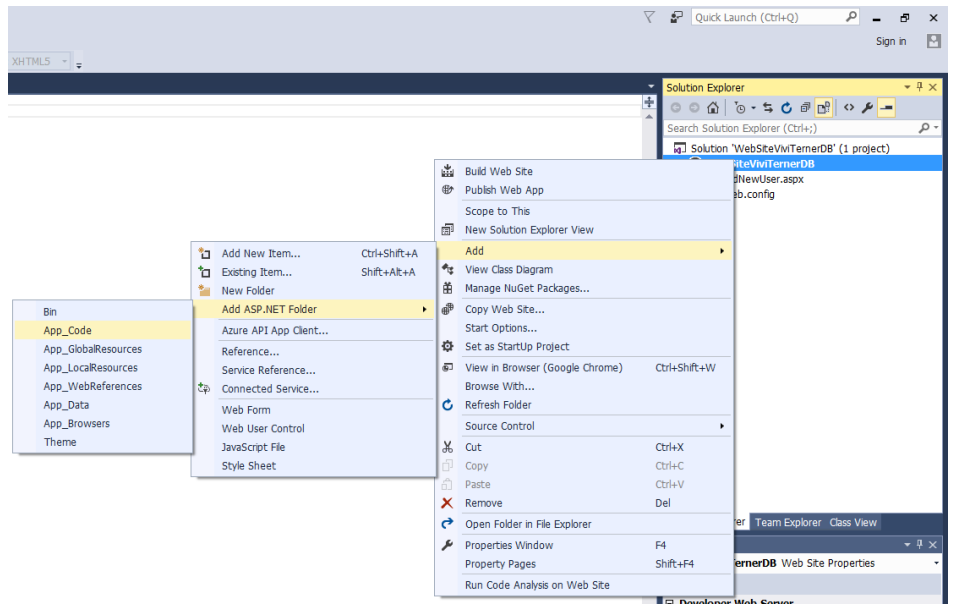 Quick Launch (Ctrl+Q)
Sign in
XHTML5
Solution Explorer
Search Solution Explorer (Ctrl+;)
Solution 'WebSiteViviTernerDB' (1 project)
SiteViviTernerDB
dNewUser.aspx
eb.config
Build Web Site
Publish Web App
Scope to This
New Solution Explorer View
Add
View Class Diagram
Manage NuGet Packages...
Copy Web Site...
Start Options...
Set as StartUp Project
View in Browser (Google Chrome) Ctrl+Shift+W
Browse With...
Refresh Folder
Source Control
Cut Ctrl+X
Copy Ctrl+C
Paste Ctrl+V
Remove Del
Open Folder in File Explorer
Properties Window F4
Property Pages Shift+F4
Run Code Analysis on Web Site
Add New Item... Ctrl+Shift+A
Existing Item... Shift+Alt+A
New Folder
Add ASP.NET Folder
Azure API App Client...
Reference...
Service Reference...
Connected Service...
Web Form
Web User Control
JavaScript File
Style Sheet
Bin
App_Code
App_GlobalResources
App_LocalResources
App_WebReferences
App_Data
App_Browsers
Theme
rer Team Explorer Class View
ernerDB Web Site Properties
Developer Web Server